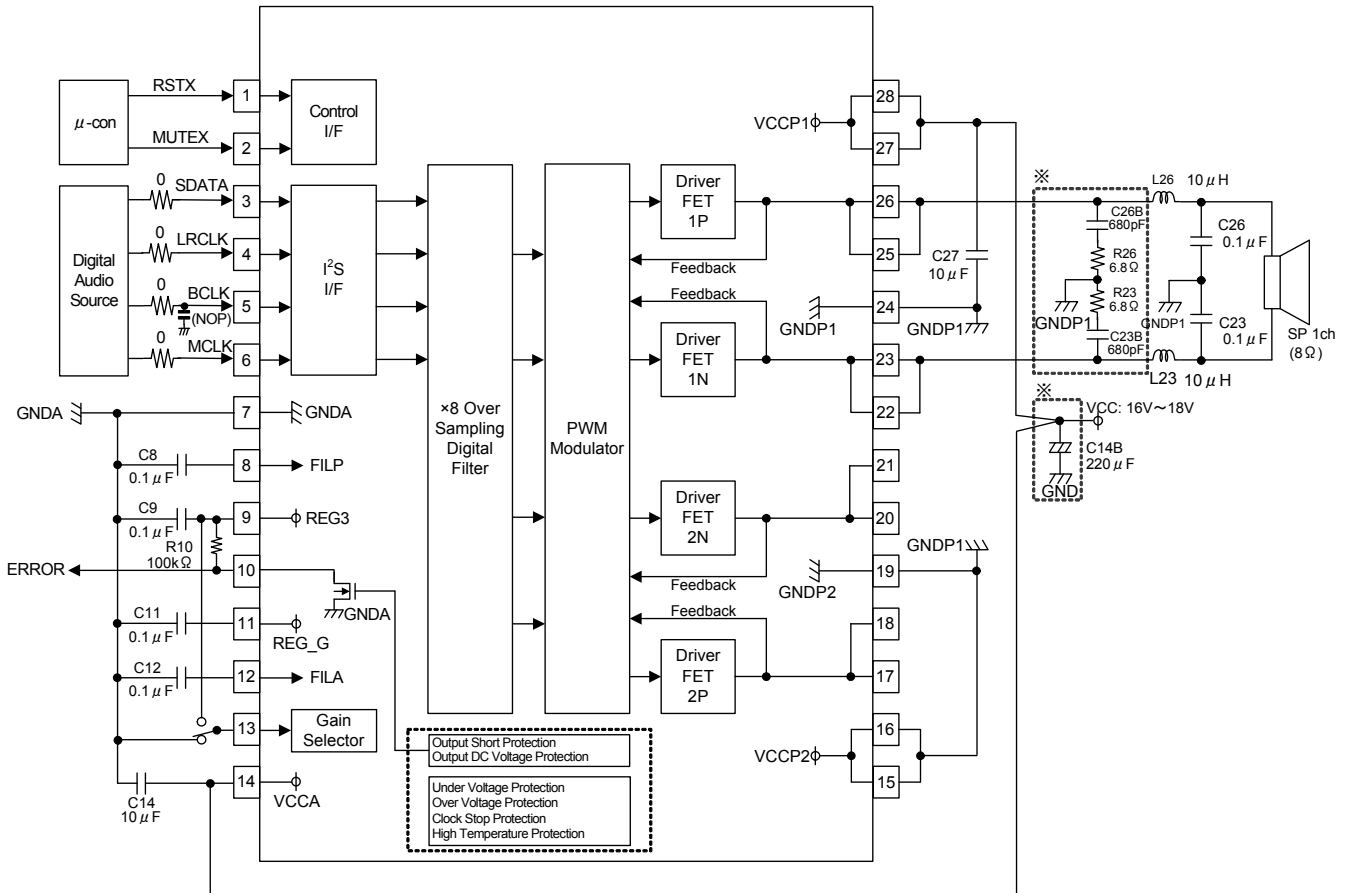 μ-con
RSTX
MUTEX
1
2
Control
I/F
Digital
Audio
Source
0
SDATA
0
LRCLK
0
BCLK
(NOP)
0
MCLK
3
4
5
6
I²S
I/F
GNDA
7
GNDA
C8
0.1μF
8
FILP
C9
0.1μF
9
REG3
R10
100kΩ
ERROR
10
GNDA
C11
0.1μF
11
REG_G
C12
0.1μF
12
FILA
13
Gain
Selector
C14
10μF
14
VCCA
×8 Over
Sampling
Digital
Filter
PWM
Modulator
Driver
FET
1P
Feedback
Feedback
Driver
FET
1N
Driver
FET
2N
Feedback
Feedback
Driver
FET
2P
Output Short Protection
Output DC Voltage Protection
Under Voltage Protection
Over Voltage Protection
Clock Stop Protection
High Temperature Protection
VCCP1
28
27
26
25
GNDP1
24
23
22
21
20
GNDP2
19
18
17
VCCP2
16
15
C27
10μF
GNDP1
GNDP1
※
C26B
680pF
R26
6.8Ω
R23
6.8Ω
GNDP1
C23B
680pF
L26
10μH
C26
0.1μF
GNDP1
C23
0.1μF
L23
10μH
SP 1ch
(8Ω)
※
VCC: 16V～18V
C14B
220μF
GND